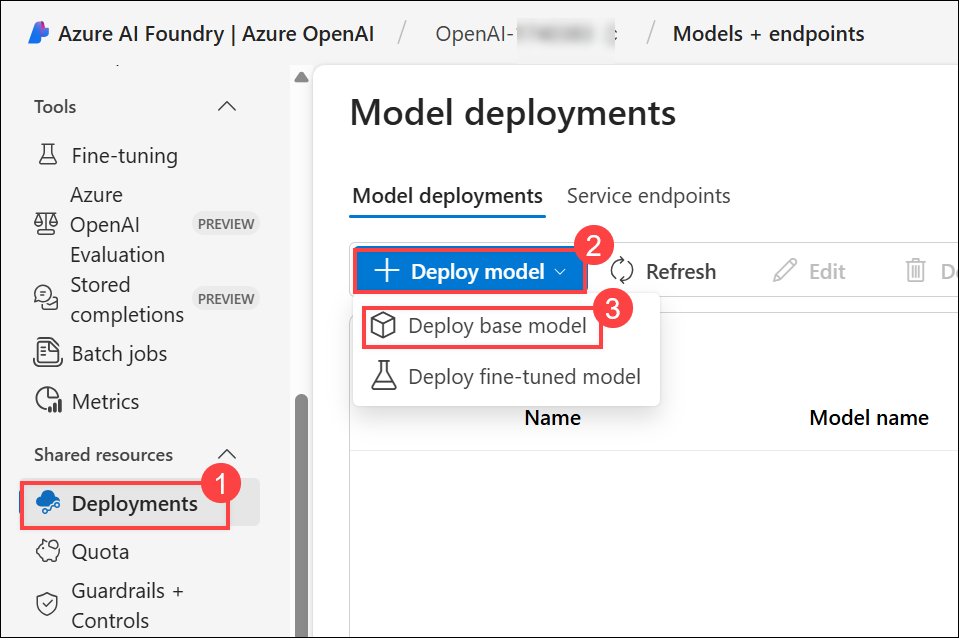 Azure AI Foundry | Azure OpenAI / OpenAI- / Models + endpoints
Tools
Fine-tuning
Azure
OpenAI PREVIEW
Evaluation
Stored
completions PREVIEW
Batch jobs
Metrics
Shared resources
1
Deployments
Quota
Guardrails +
Controls
Model deployments
Model deployments Service endpoints
2
Deploy model Refresh Edit
3
Deploy base model
Deploy fine-tuned model
Name Model name